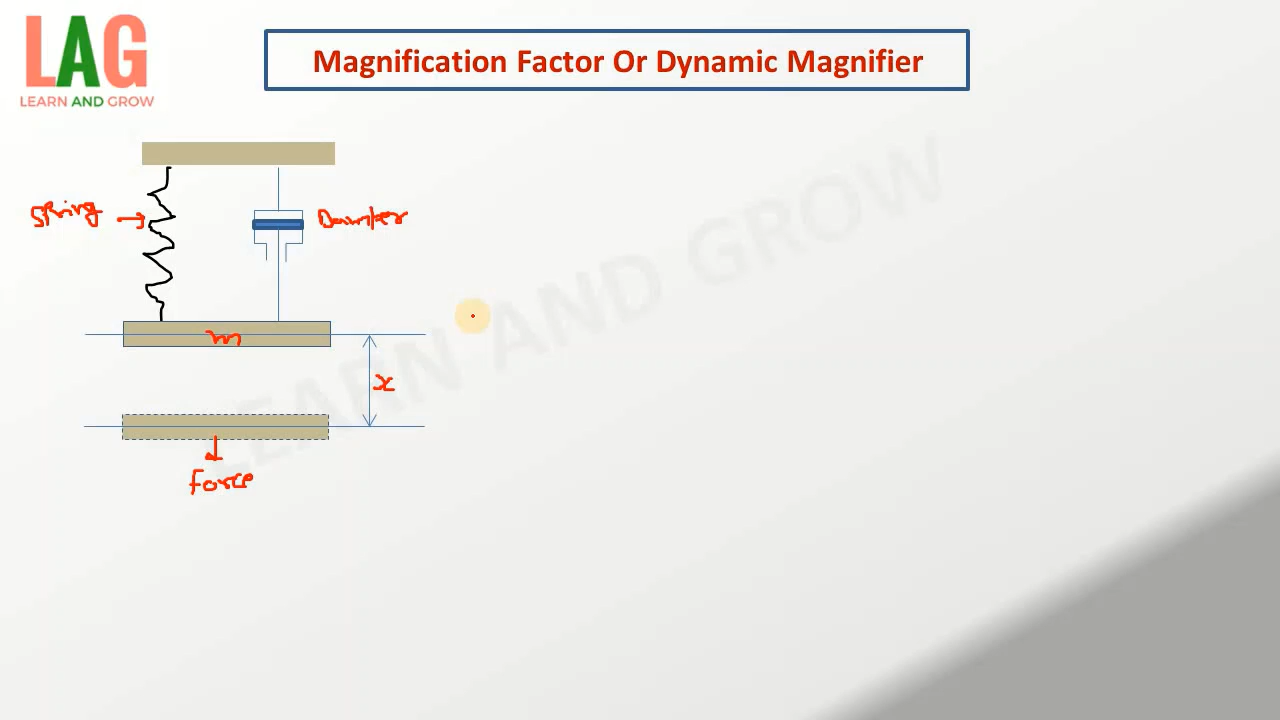 LAG
LEARN AND GROW
Magnification Factor Or Dynamic Magnifier
Spring
Damper
m
x
Force
LEARN AND GROW